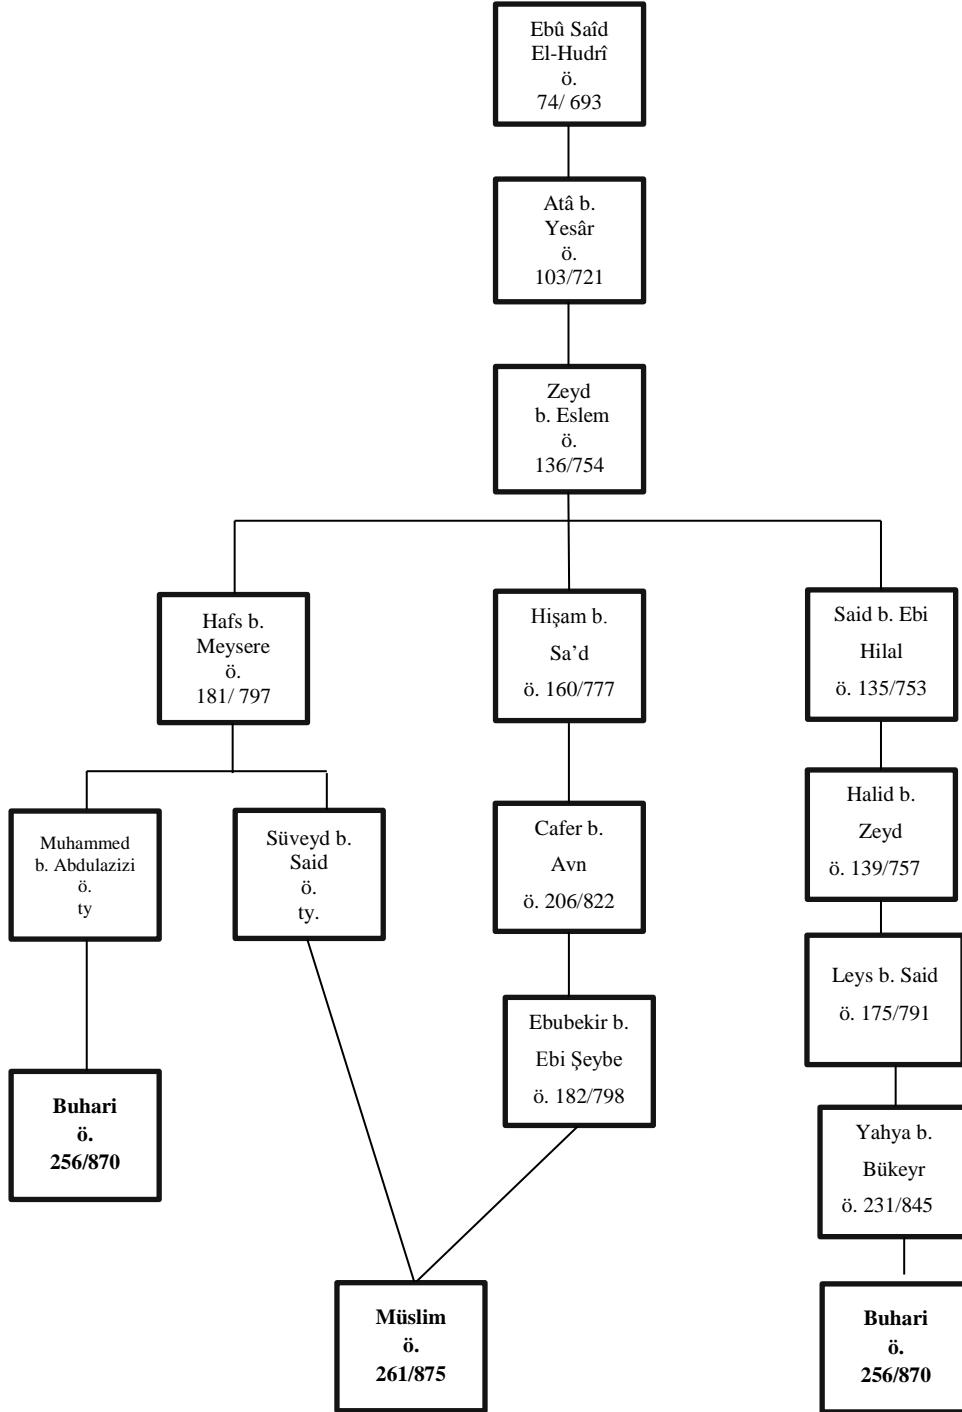 Ebû Saîd
El-Hudrî
ö.
74/ 693
Atâ b.
Yesâr
ö.
103/721
Zeyd
b. Eslem
ö.
136/754
Hafs b.
Meysere
ö.
181/ 797
Hişam b.
Sa’d
ö. 160/777
Said b. Ebi
Hilal
ö. 135/753
Muhammed
b. Abdulazizi
ö.
ty
Süveyd b.
Said
ö.
ty.
Cafer b.
Avn
ö. 206/822
Halid b.
Zeyd
ö. 139/757
Leys b. Said
ö. 175/791
Ebubekir b.
Ebi Şeybe
ö. 182/798
Buhari
ö.
256/870
Yahya b.
Bükeyr
ö. 231/845
Müslim
ö.
261/875
Buhari
ö.
256/870